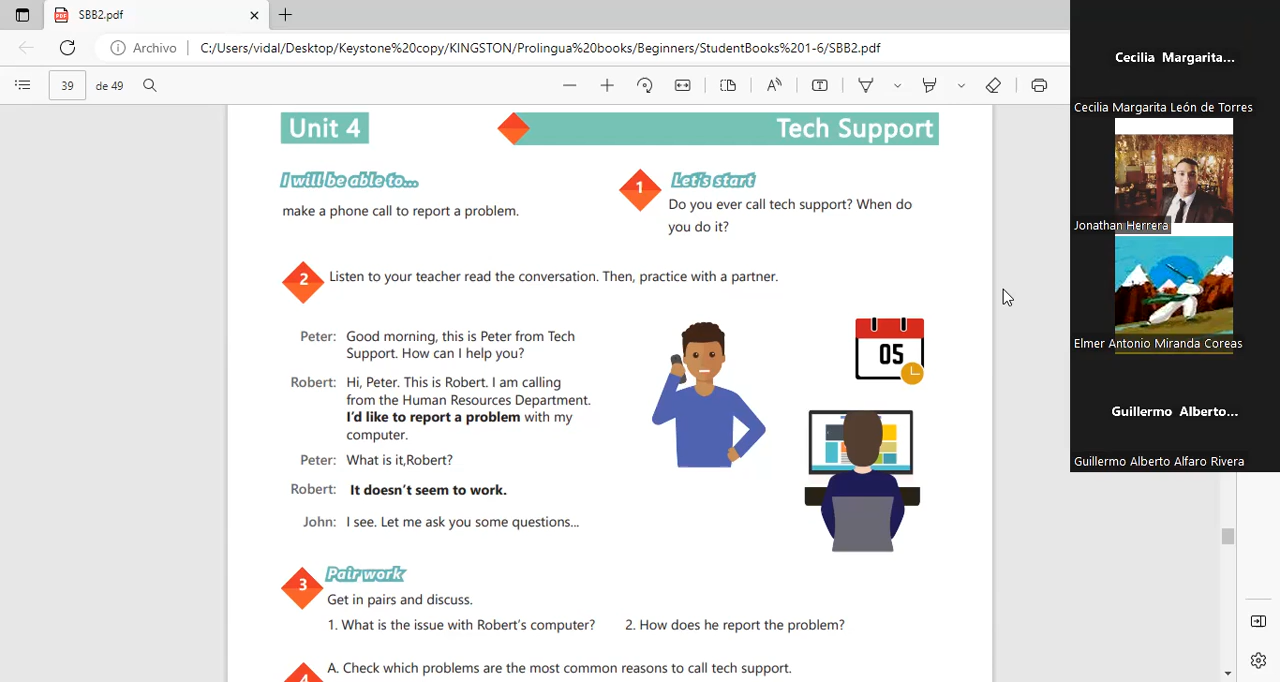 SBB2.pdf
Archivo
C:/Users/vidal/Desktop/Keystone%20copy/KINGSTON/Prolingua%20books/Beginners/StudentBooks%201-6/SBB2.pdf
39 de 49
Unit 4
Tech Support
I will be able to...
make a phone call to report a problem.
1
Let's start
Do you ever call tech support? When do
you do it?
2
Listen to your teacher read the conversation. Then, practice with a partner.
Peter: Good morning, this is Peter from Tech
Support. How can I help you?
Robert: Hi, Peter. This is Robert. I am calling
from the Human Resources Department.
I'd like to report a problem with my
computer.
Peter: What is it,Robert?
Robert: It doesn't seem to work.
John: I see. Let me ask you some questions...
05
3
Pair work
Get in pairs and discuss.
1. What is the issue with Robert's computer? 2. How does he report the problem?
4
A. Check which problems are the most common reasons to call tech support.
Cecilia Margarita...
Cecilia Margarita León de Torres
Jonathan Herrera
Elmer Antonio Miranda Coreas
Guillermo Alberto...
Guillermo Alberto Alfaro Rivera